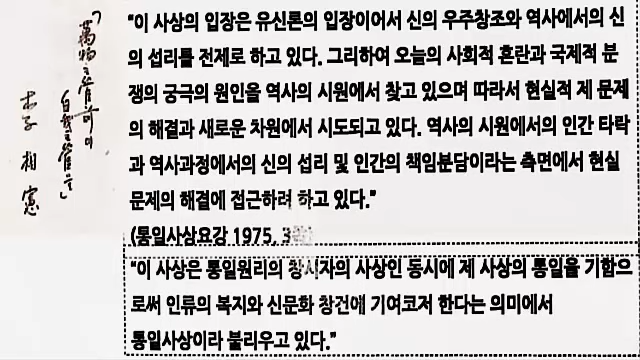 “이 사상의 입장은 유신론의 입장이어서 신의 우주창조와 역사에서의 신
의 섭리를 전제로 하고 있다. 그리하여 오늘의 사회적 혼란과 국제적 분
쟁의 궁극의 원인을 역사의 시원에서 찾고 있으며 따라서 현실적 제 문제
의 해결과 새로운 차원에서 시도되고 있다. 역사의 시원에서의 인간 타락
과 역사과정에서의 신의 섭리 및 인간의 책임분담이라는 측면에서 현실
문제의 해결에 접근하려 하고 있다.”
(통일사상요강 1975,
“이 사상은 통일원리의 창시자의 사상인 동시에 제 사상의 통일을 기함으
로써 인류의 복지와 신문화 창건에 기여코저 한다는 의미에서
통일사상이라 불리우고 있다.”
「萬物主管
自我主管
李相憲